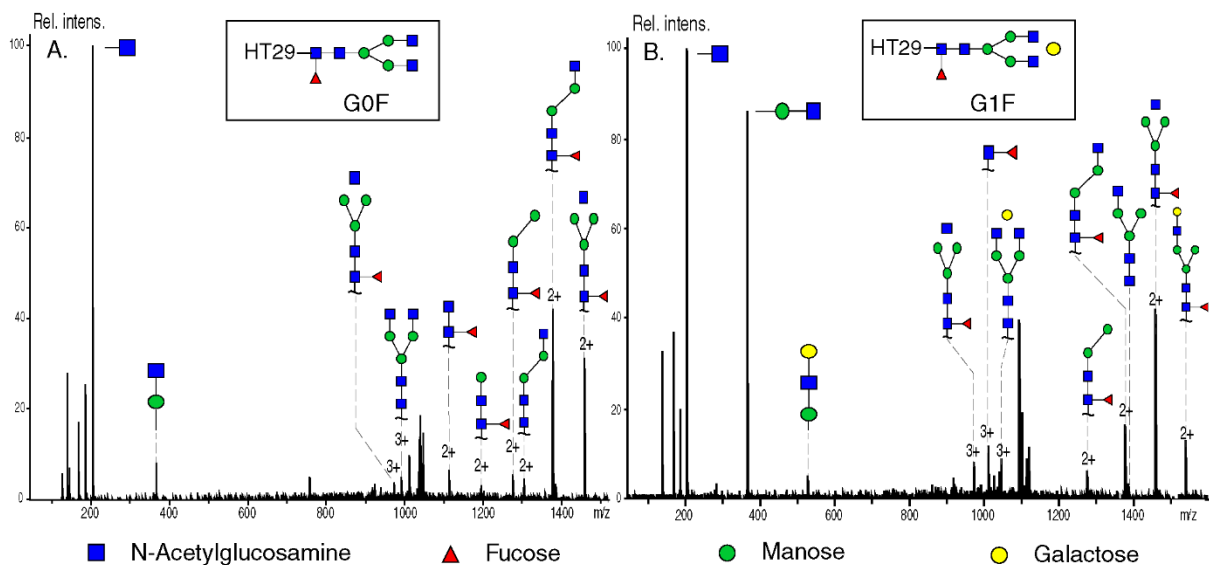 Rel. intens.
A.
HT29
G0F
100
80
60
40
20
0
3+
3+
2+
2+
2+
2+
2+
2+
200
400
600
800
1000
1200
1400
m/z
Rel. intens.
B.
HT29
G1F
100
80
60
40
20
0
3+
3+
3+
2+
2+
2+
2+
200
400
600
800
1000
1200
1400
m/z
N-Acetylglucosamine
Fucose
Manose
Galactose